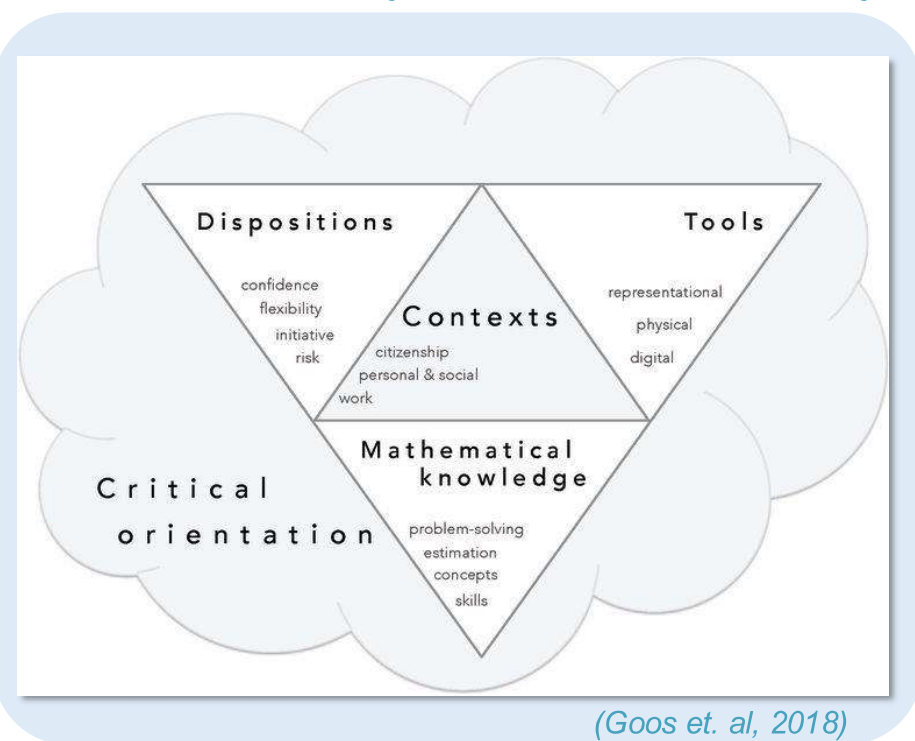 Dispositions
confidence
flexibility
initiative
risk
Contexts
citizenship
personal & social
work
Tools
representational
physical
digital
Mathematical
knowledge
problem-solving
estimation
concepts
skills
Critical
orientation
(Goos et. al, 2018)